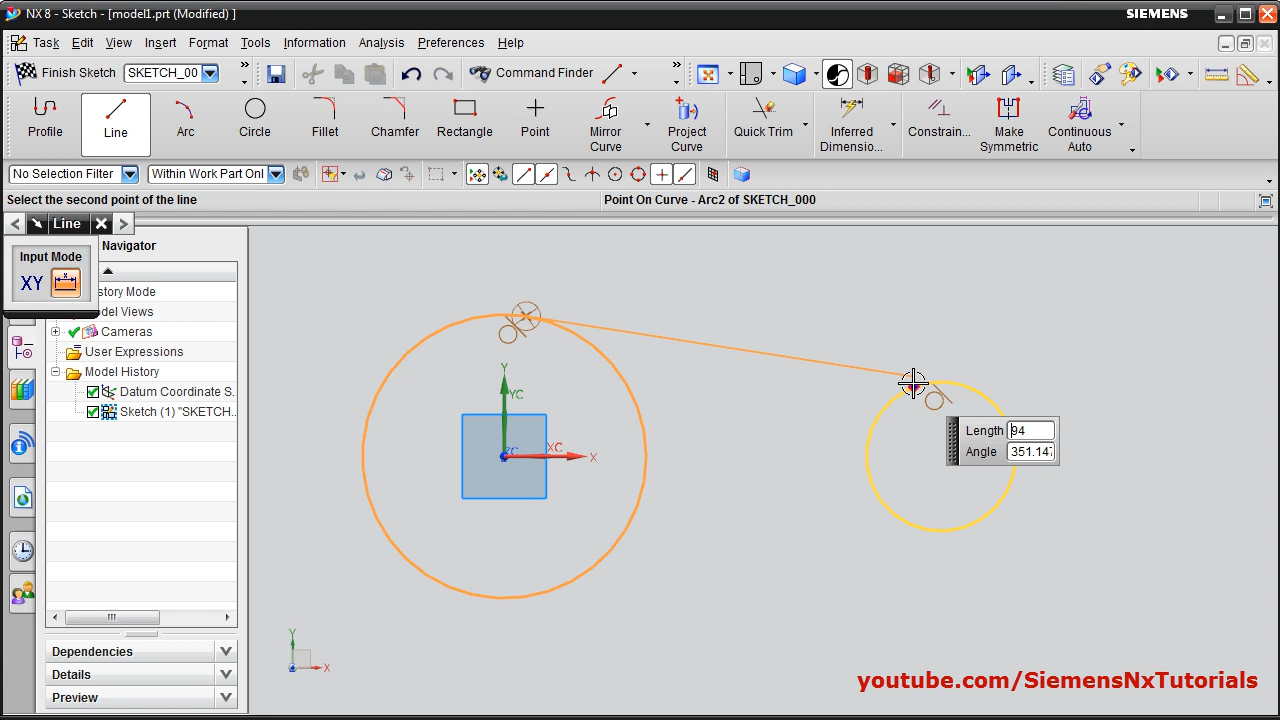 NX 8 - Sketch - [model1.prt (Modified) ]
SIEMENS
Task Edit View Insert Format Tools Information Analysis Preferences Help
Finish Sketch SKETCH_00 Command Finder
Profile Line Arc Circle Fillet Chamfer Rectangle Point Mirror Curve Project Curve Quick Trim Inferred Dimensio... Constrain... Make Symmetric Continuous Auto
No Selection Filter Within Work Part Onl
Select the second point of the line
Point On Curve - Arc2 of SKETCH_000
Line
Navigator
Input Mode
XY
story Mode
del Views
Cameras
User Expressions
Model History
Datum Coordinate S.
Sketch (1) "SKETCH..
Dependencies
Details
Preview
Y
YC
XC
X
ZC
Length 94
Angle 351.147
Y
X
youtube.com/SiemensNxTutorials